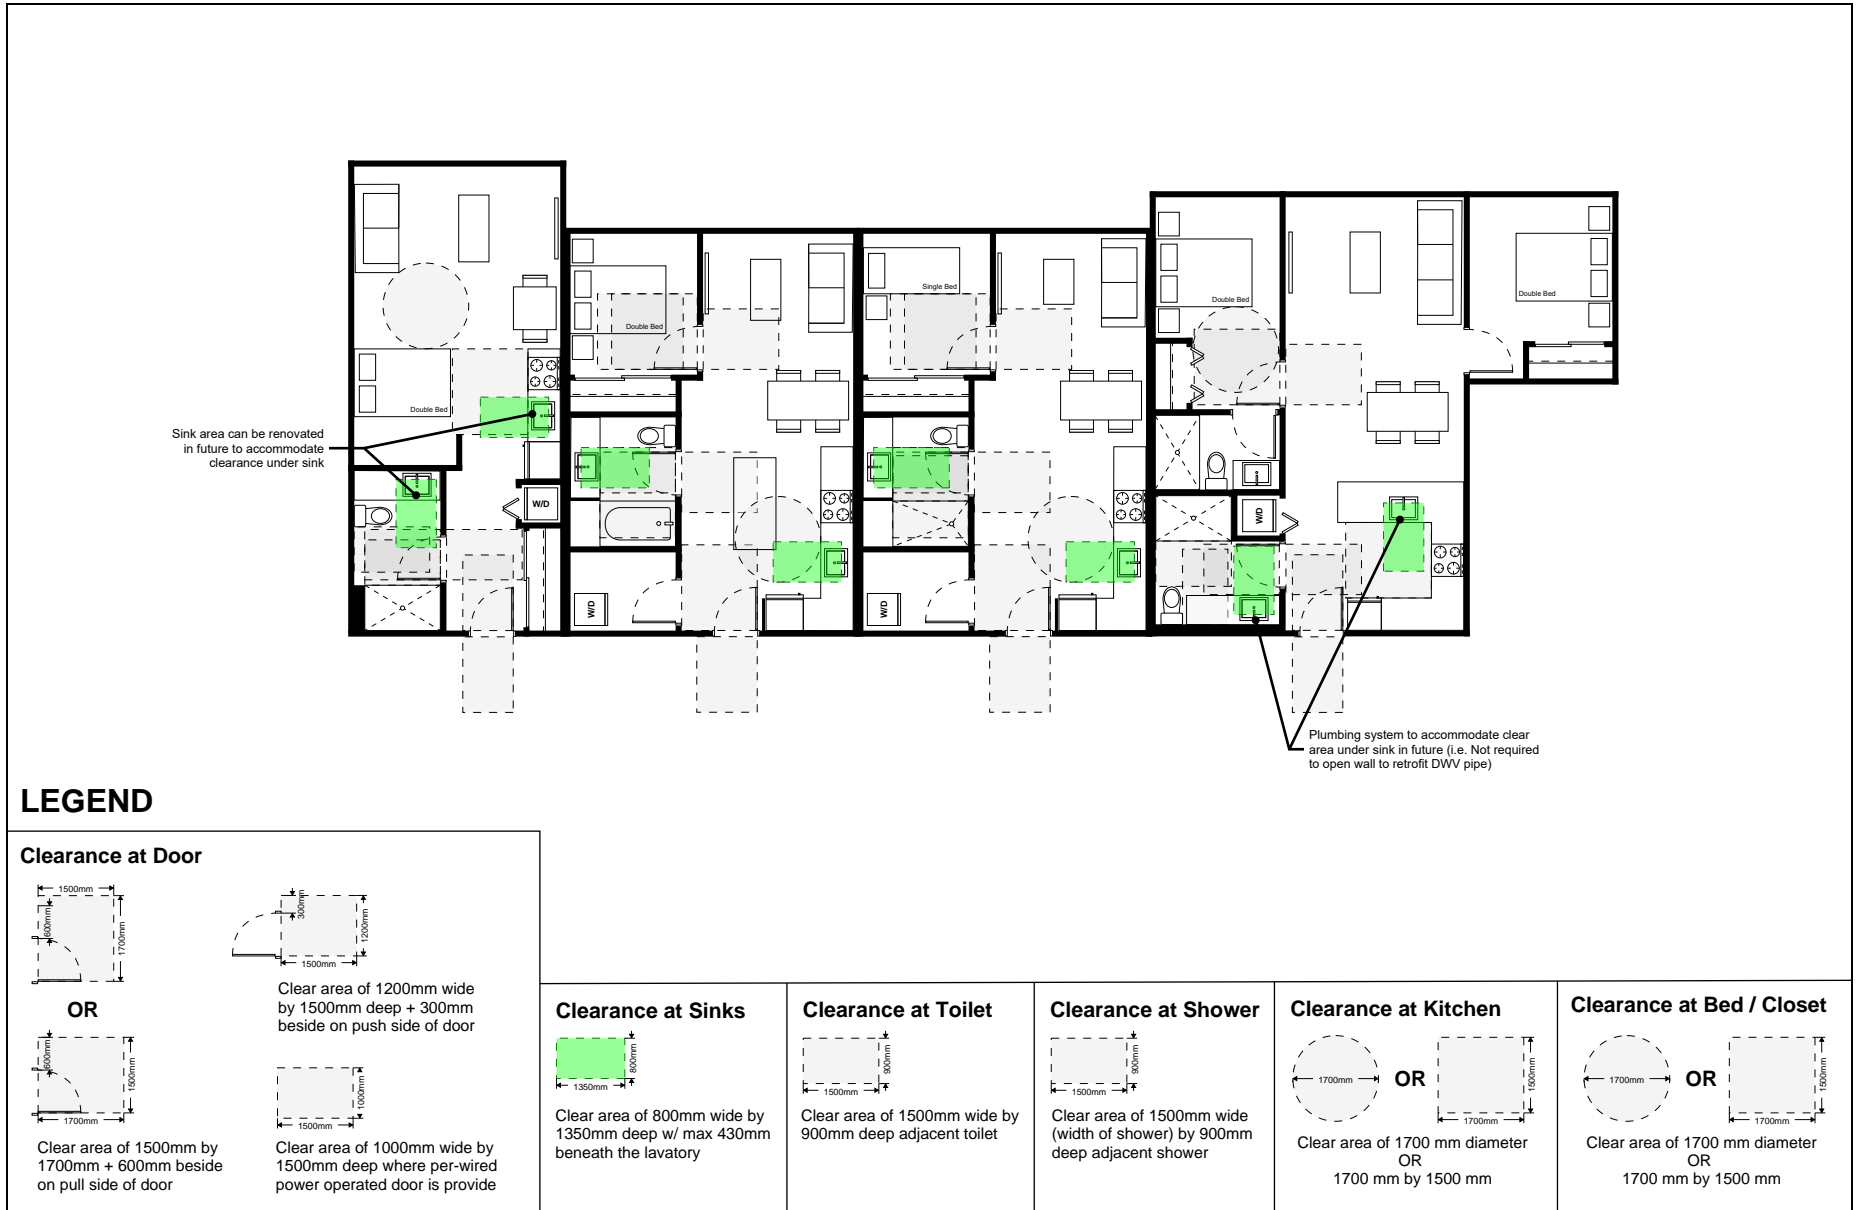 Double Bed
Single Bed
Double Bed
Double Bed
Double Bed
W/D
W/D
W/D
W/D
Sink area can be renovated
in future to accommodate
clearance under sink
Plumbing system to accommodate clear
area under sink in future (i.e. Not required
to open wall to retrofit DWV pipe)
LEGEND
Clearance at Door
1500mm
600mm
1700mm
OR
600mm
1500mm
1700mm
Clear area of 1500mm by
1700mm + 600mm beside
on pull side of door
300mm
1200mm
1500mm
Clear area of 1200mm wide
by 1500mm deep + 300mm
beside on push side of door
1000mm
1500mm
Clear area of 1000mm wide by
1500mm deep where per-wired
power operated door is provide
Clearance at Sinks
800mm
1350mm
Clear area of 800mm wide by
1350mm deep w/ max 430mm
beneath the lavatory
Clearance at Toilet
900mm
1500mm
Clear area of 1500mm wide by
900mm deep adjacent toilet
Clearance at Shower
900mm
1500mm
Clear area of 1500mm wide
(width of shower) by 900mm
deep adjacent shower
Clearance at Kitchen
1700mm
OR
1500mm
1700mm
Clear area of 1700 mm diameter
OR
1700 mm by 1500 mm
Clearance at Bed / Closet
1700mm
OR
1500mm
1700mm
Clear area of 1700 mm diameter
OR
1700 mm by 1500 mm